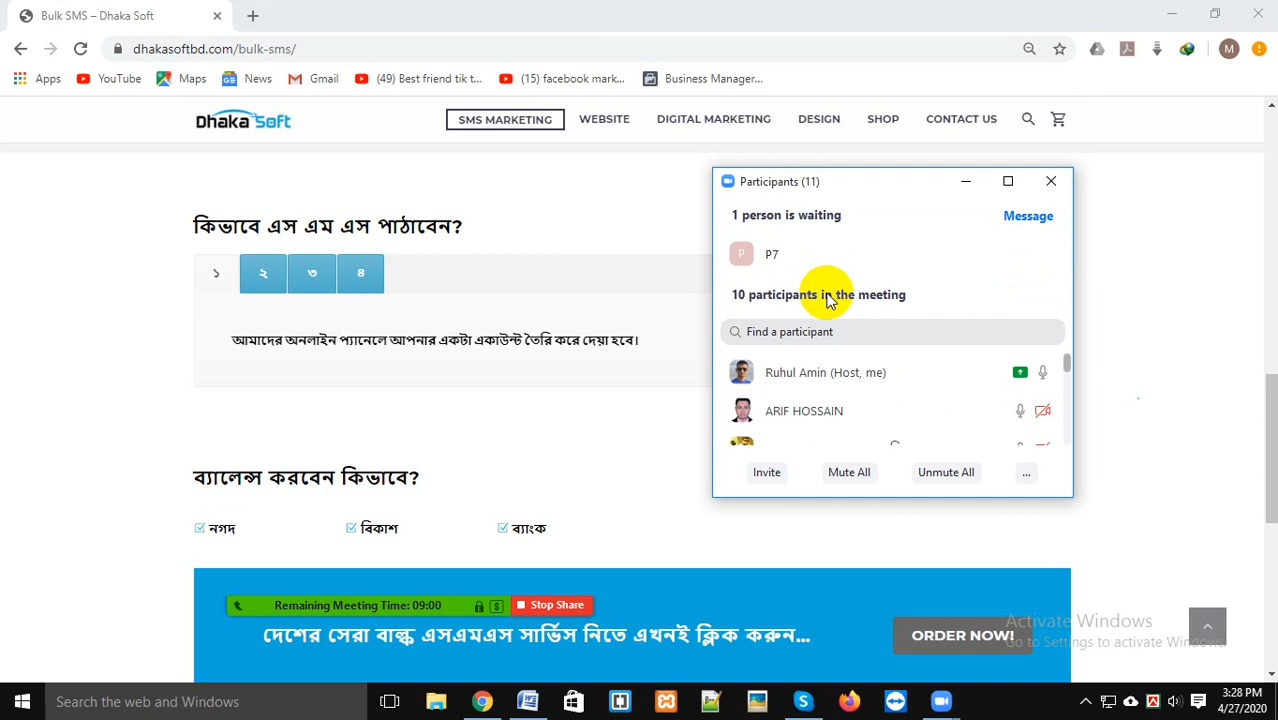 Bulk SMS – Dhaka Soft
dhakasoftbd.com/bulk-sms/
M
Apps YouTube Maps News Gmail (49) Best friend tik t... (15) facebook mark... Business Manager...
Dhaka Soft SMS MARKETING WEBSITE DIGITAL MARKETING DESIGN SHOP CONTACT US
কিভাবে এস এম এস পাঠাবেন?
১ ২ ৩ ৪
আমাদের অনলাইন প্যানেলে আপনার একটা একাউন্ট তৈরি করে দেয়া হবে।
Participants (11)
1 person is waiting Message
P P7
10 participants in the meeting
Find a participant
Ruhul Amin (Host, me)
ARIF HOSSAIN
Invite Mute All Unmute All ...
ব্যালেন্স করবেন কিভাবে?
নগদ বিকাশ ব্যাংক
Remaining Meeting Time: 09:00 $ Stop Share
দেশের সেরা বাল্ক এসএমএস সার্ভিস নিতে এখনই ক্লিক করুন...
ORDER NOW!
Activate Windows
Go to Settings to activate Windows.
Search the web and Windows
3:28 PM
4/27/2020